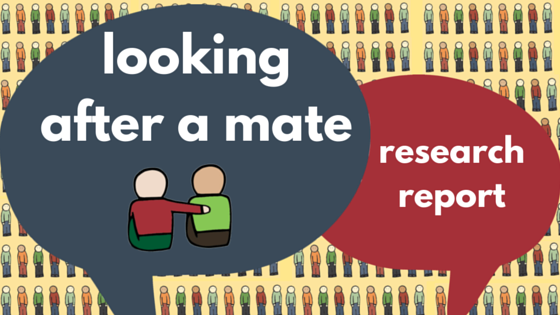 looking
after a mate
research
report